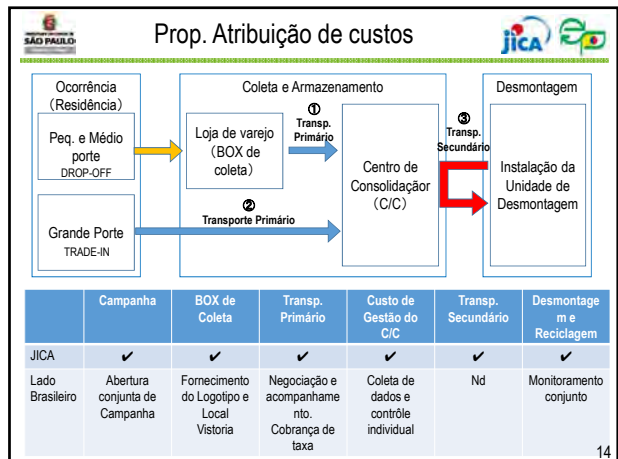 SÃO PAULO
Prop. Atribuição de custos
jica
Ocorrência
(Residência)
Peq. e Médio
porte
DROP-OFF
Grande Porte
TRADE-IN
Coleta e Armazenamento
Loja de varejo
(BOX de
coleta)
①
Transp.
Primário
②
Transporte Primário
Centro de
Consolidaçãor
(C/C)
③
Transp.
Secundário
Desmontagem
Instalação da
Unidade de
Desmontagem
Campanha
BOX de
Coleta
Transp.
Primário
Custo de
Gestão do
C/C
Transp.
Secundário
Desmontage
m e
Reciclagem
JICA
✔ ✔ ✔ ✔ ✔ ✔
Lado
Brasileiro
Abertura
conjunta de
Campanha
Fornecimento
do Logotipo e
Local
Vistoria
Negociação e
acompanhame
nto.
Cobrança de
taxa
Coleta de
dados e
contrôle
individual
Nd
Monitoramento
conjunto
14